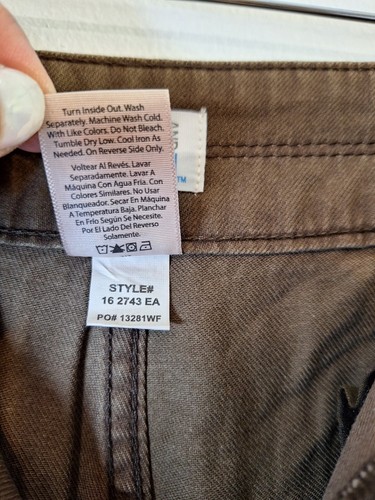 Turn Inside Out. Wash
Separately. Machine Wash Cold.
With Like Colors. Do Not Bleach.
Tumble Dry Low. Cool Iron As
Needed. On Reverse Side Only.
Voltear Al Revés. Lavar
Separadamente. Lavar A
Máquina Con Agua Fría. Con
Colores Similares. No Usar
Blanqueador. Secar En Máquina
A Temperatura Baja. Planchar
En Frío Según Se Necesite.
Por El Lado Del Reverso
Solamente.
AND
TM
STYLE#
16 2743 EA
PO# 13281WF